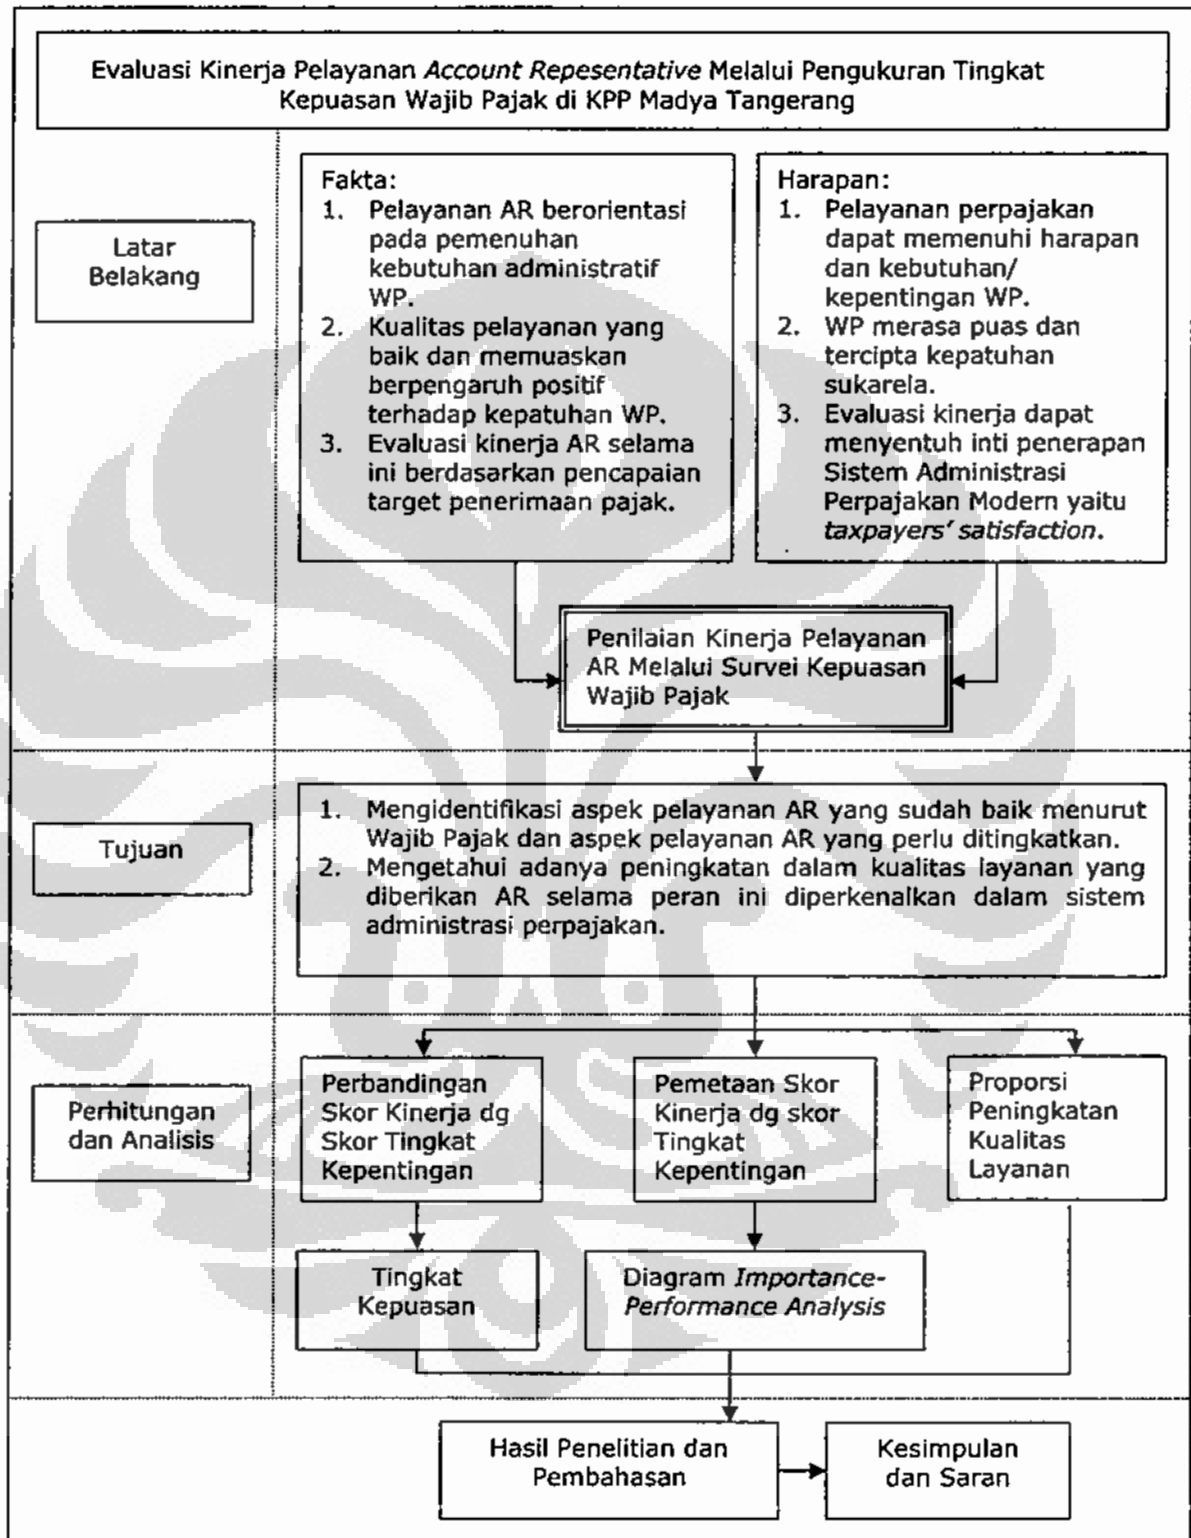 Evaluasi Kinerja Pelayanan Account Repesentative Melalui Pengukuran Tingkat
Kepuasan Wajib Pajak di KPP Madya Tangerang
Latar
Belakang
Fakta:
1. Pelayanan AR berorientasi
pada pemenuhan
kebutuhan administratif
WP.
2. Kualitas pelayanan yang
baik dan memuaskan
berpengaruh positif
terhadap kepatuhan WP.
3. Evaluasi kinerja AR selama
ini berdasarkan pencapaian
target penerimaan pajak.
Harapan:
1. Pelayanan perpajakan
dapat memenuhi harapan
dan kebutuhan/
kepentingan WP.
2. WP merasa puas dan
tercipta kepatuhan
sukarela.
3. Evaluasi kinerja dapat
menyentuh inti penerapan
Sistem Administrasi
Perpajakan Modern yaitu
taxpayers' satisfaction.
Penilaian Kinerja Pelayanan
AR Melalui Survei Kepuasan
Wajib Pajak
Tujuan
1. Mengidentifikasi aspek pelayanan AR yang sudah baik menurut
Wajib Pajak dan aspek pelayanan AR yang perlu ditingkatkan.
2. Mengetahui adanya peningkatan dalam kualitas layanan yang
diberikan AR selama peran ini diperkenalkan dalam sistem
administrasi perpajakan.
Perhitungan
dan Analisis
Perbandingan
Skor Kinerja dg
Skor Tingkat
Kepentingan
Pemetaan Skor
Kinerja dg skor
Tingkat
Kepentingan
Proporsi
Peningkatan
Kualitas
Layanan
Tingkat
Kepuasan
Diagram Importance-
Performance Analysis
Hasil Penelitian dan
Pembahasan
Kesimpulan
dan Saran